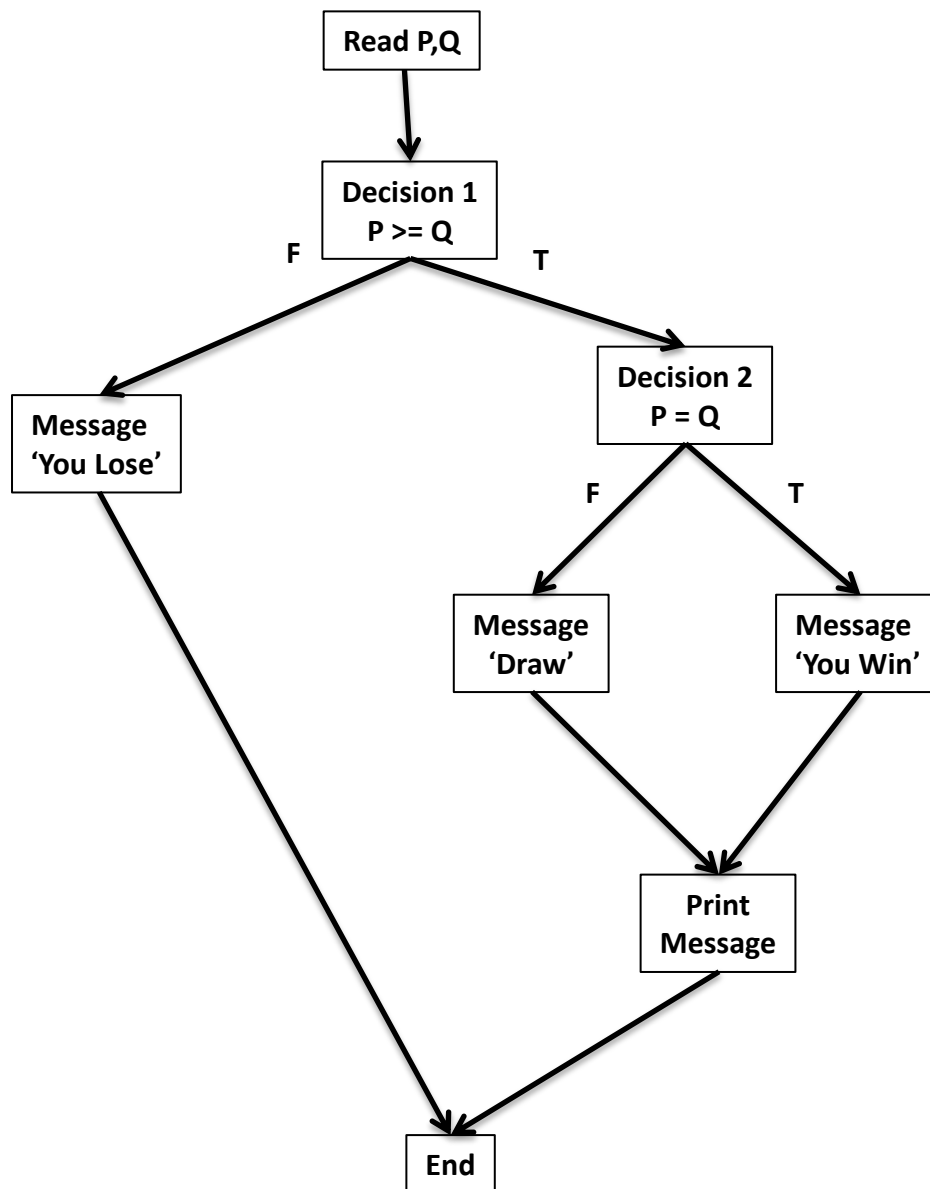 Read P,Q
Decision 1
P >= Q
F
T
Decision 2
P = Q
Message
‘You Lose’
F
T
Message
‘Draw’
Message
‘You Win’
Print
Message
End